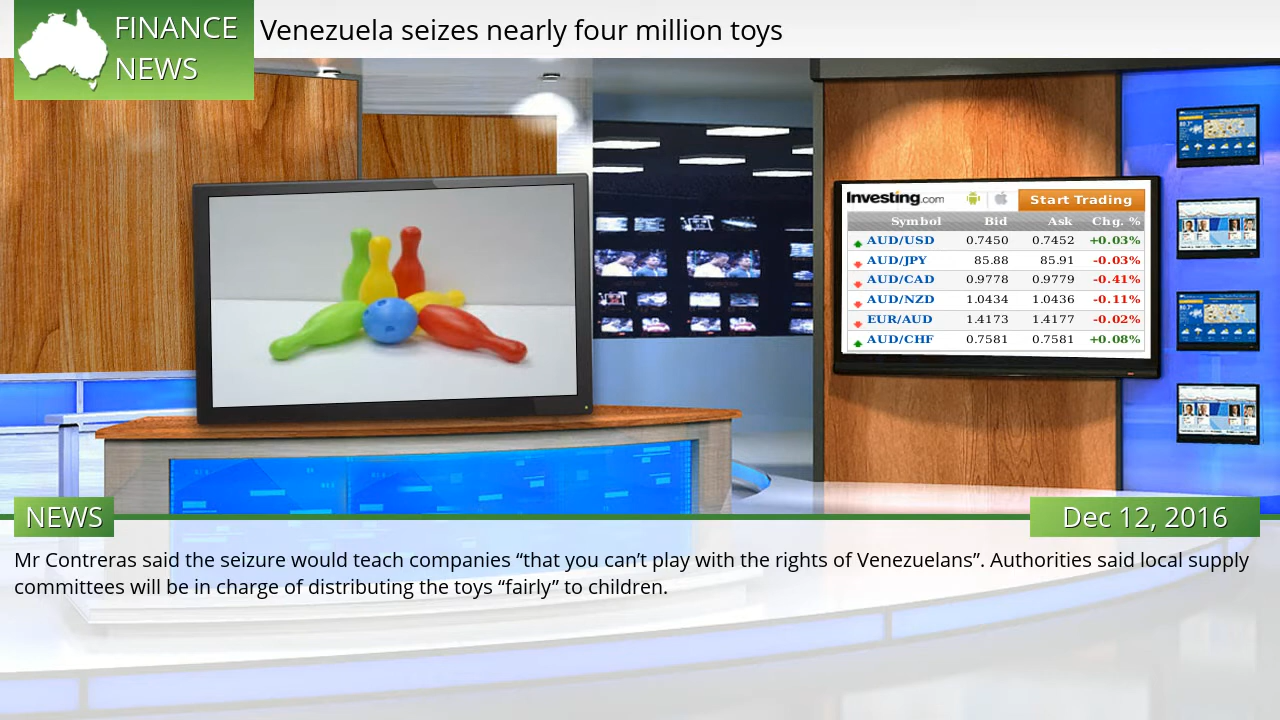 FINANCE
NEWS
Venezuela seizes nearly four million toys
Investing.com
Start Trading
Symbol Bid Ask Chg. %
AUD/USD 0.7450 0.7452 +0.03%
AUD/JPY 85.88 85.91 -0.03%
AUD/CAD 0.9778 0.9779 -0.41%
AUD/NZD 1.0434 1.0436 -0.11%
EUR/AUD 1.4173 1.4177 -0.02%
AUD/CHF 0.7581 0.7581 +0.08%
NEWS
Dec 12, 2016
Mr Contreras said the seizure would teach companies “that you can’t play with the rights of Venezuelans”. Authorities said local supply
committees will be in charge of distributing the toys “fairly” to children.